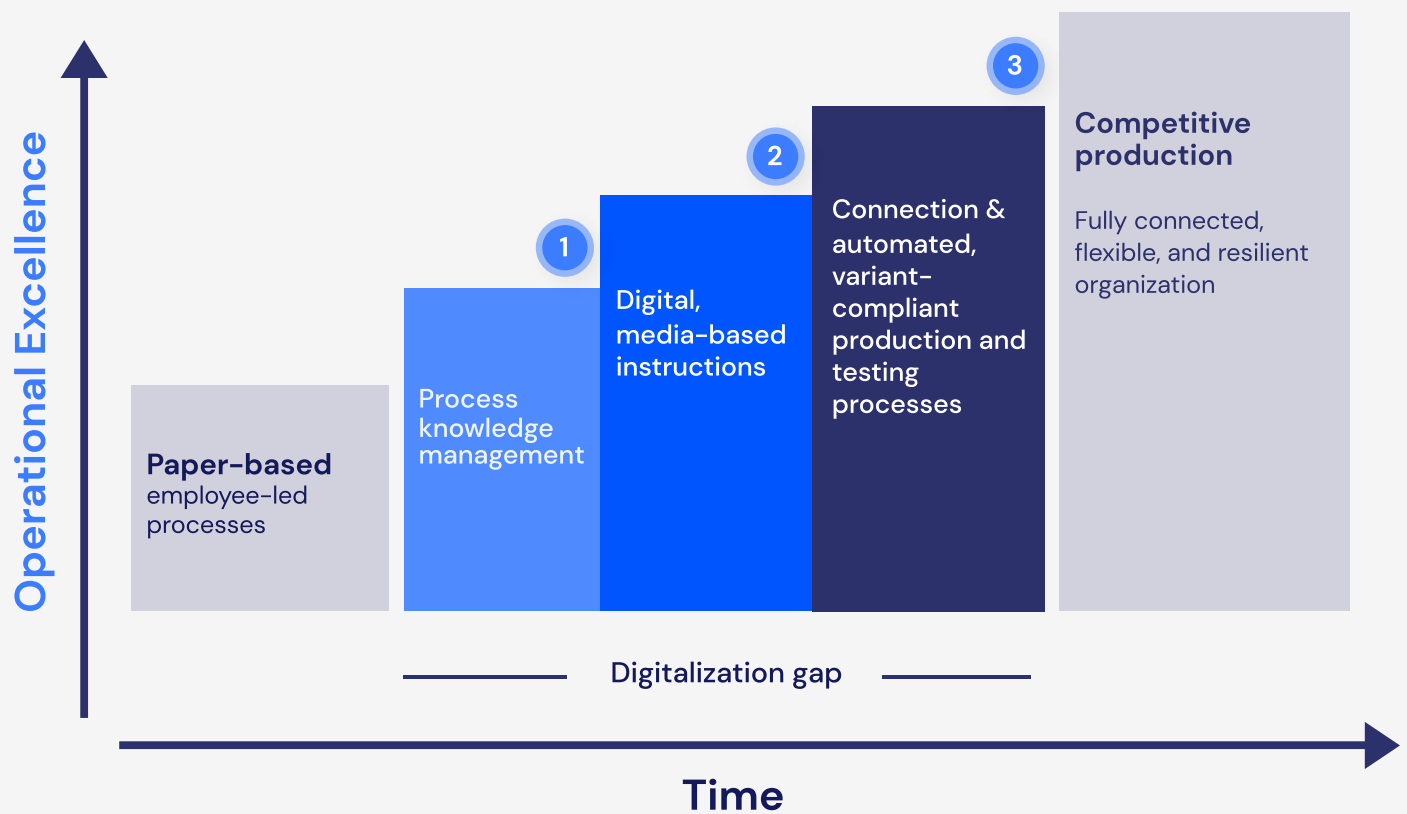 Operational Excellence
Paper-based
employee-led
processes
1
Process
knowledge
management
2
Digital,
media-based
instructions
3
Connection &
automated,
variant-
compliant
production and
testing
processes
Competitive
production
Fully connected,
flexible, and resilient
organization
Digitalization gap
Time